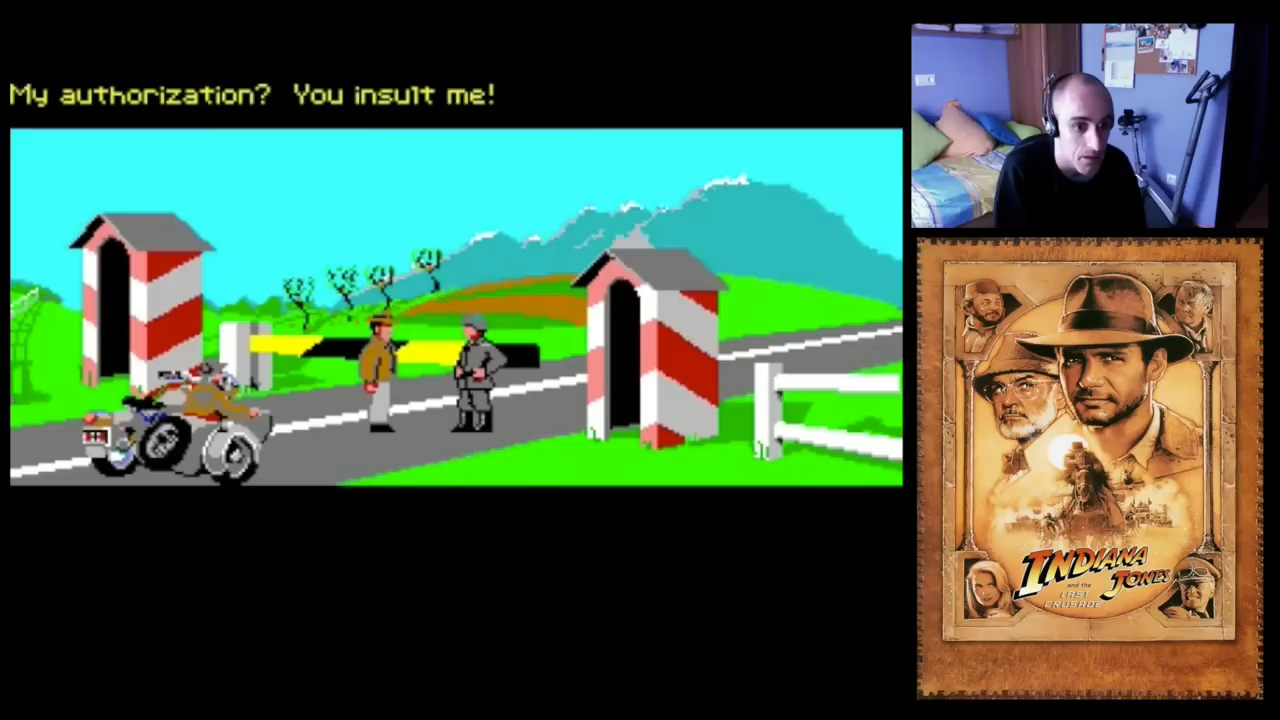 My authorization? You insult me!
INDIANA
JONES
and the
LAST
CRUSADE